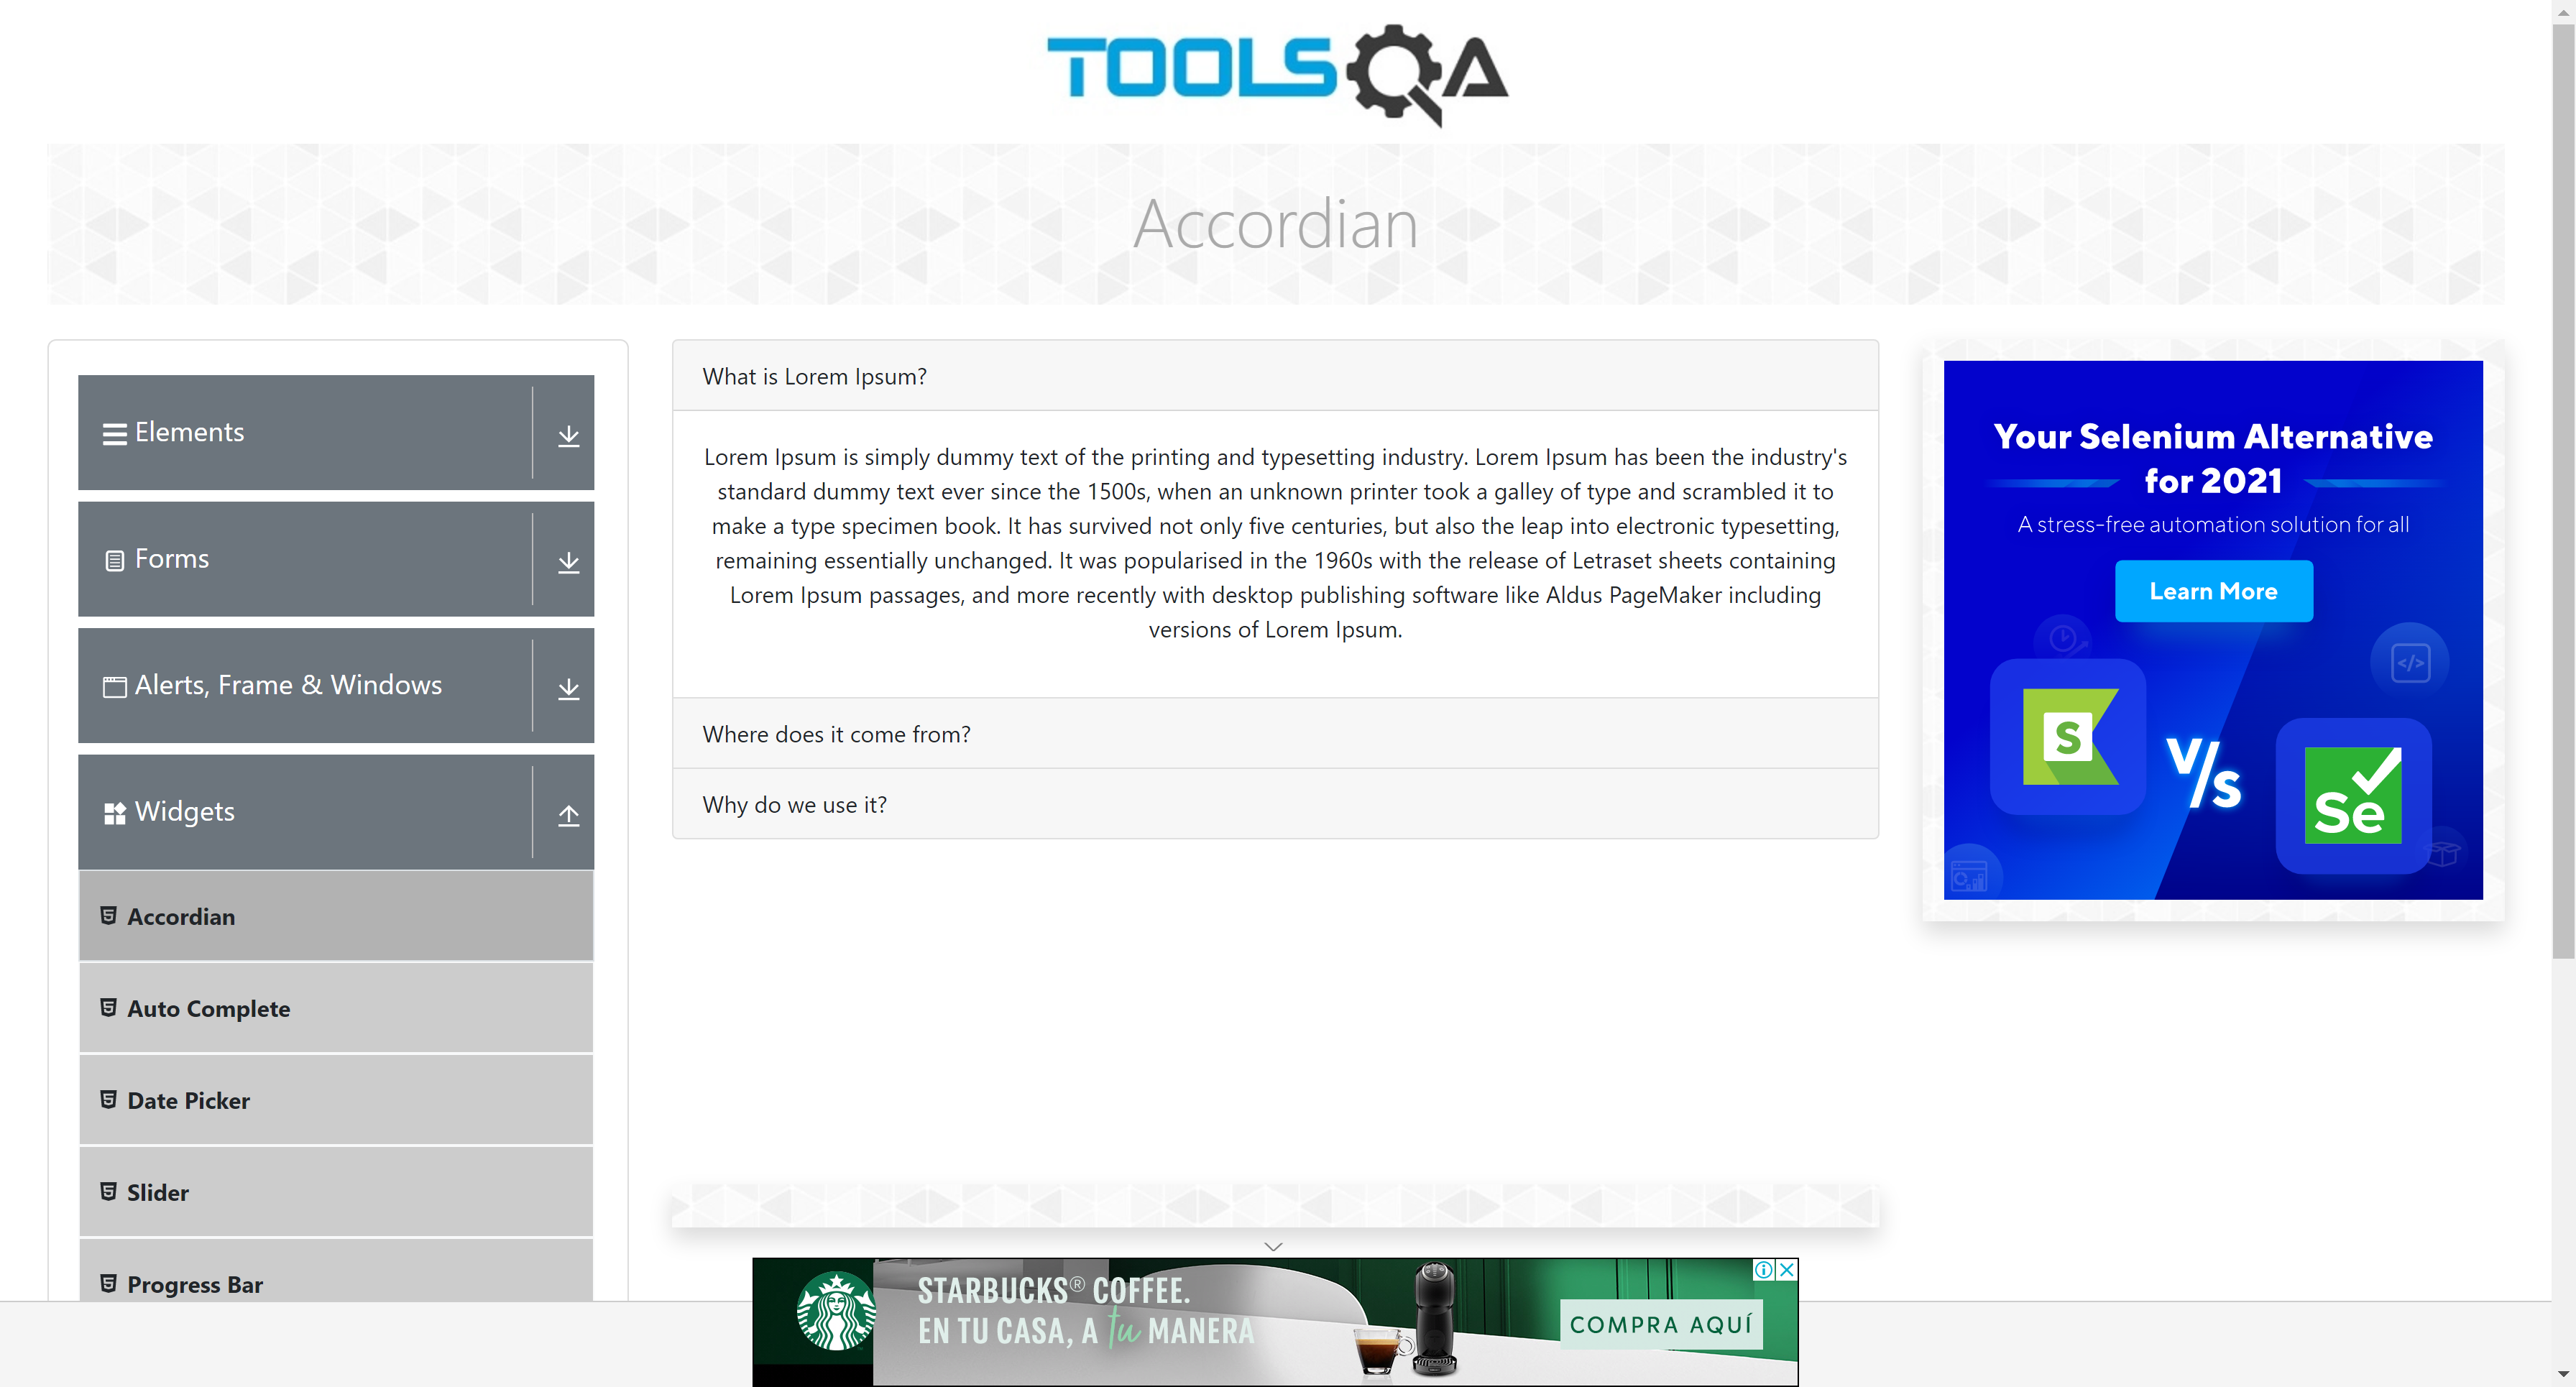 TOOLSQA
Accordian
Elements
Forms
Alerts, Frame & Windows
Widgets
Accordian
Auto Complete
Date Picker
Slider
Progress Bar
What is Lorem Ipsum?
Lorem Ipsum is simply dummy text of the printing and typesetting industry. Lorem Ipsum has been the industry's
standard dummy text ever since the 1500s, when an unknown printer took a galley of type and scrambled it to
make a type specimen book. It has survived not only five centuries, but also the leap into electronic typesetting,
remaining essentially unchanged. It was popularised in the 1960s with the release of Letraset sheets containing
Lorem Ipsum passages, and more recently with desktop publishing software like Aldus PageMaker including
versions of Lorem Ipsum.
Where does it come from?
Why do we use it?
Your Selenium Alternative
for 2021
A stress-free automation solution for all
Learn More
</>
S
V/s
Se
STARBUCKS® COFFEE.
EN TU CASA, A tu MANERA
COMPRA AQUÍ